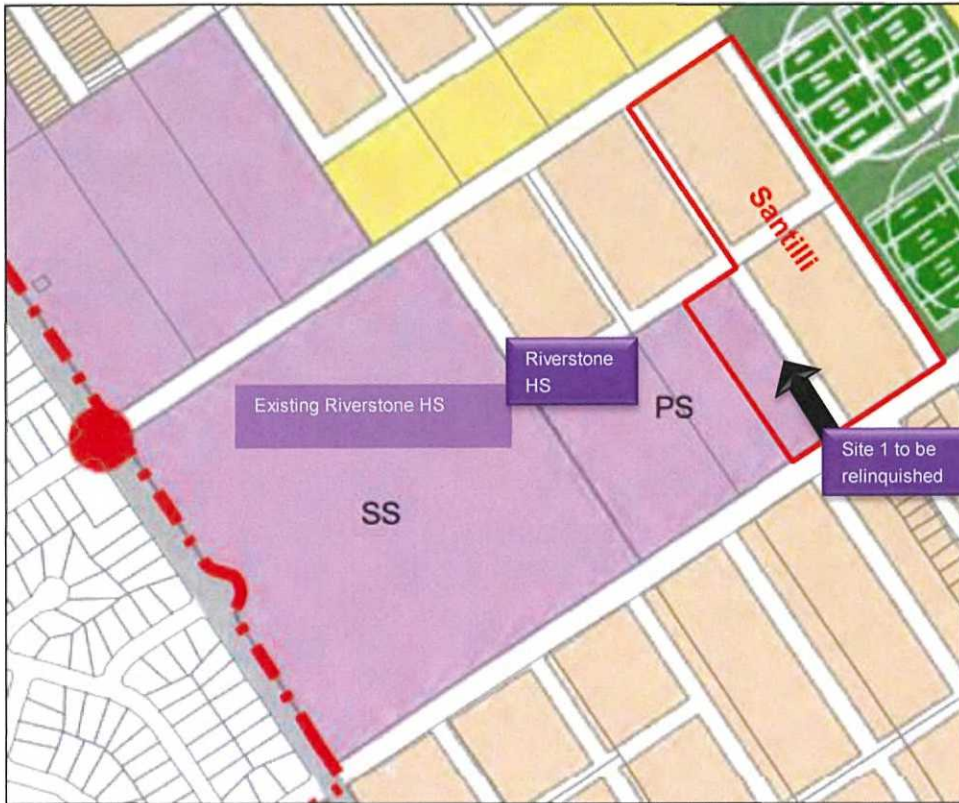 Santilli
Riverstone
HS
Existing Riverstone HS
PS
Site 1 to be
relinquished
SS